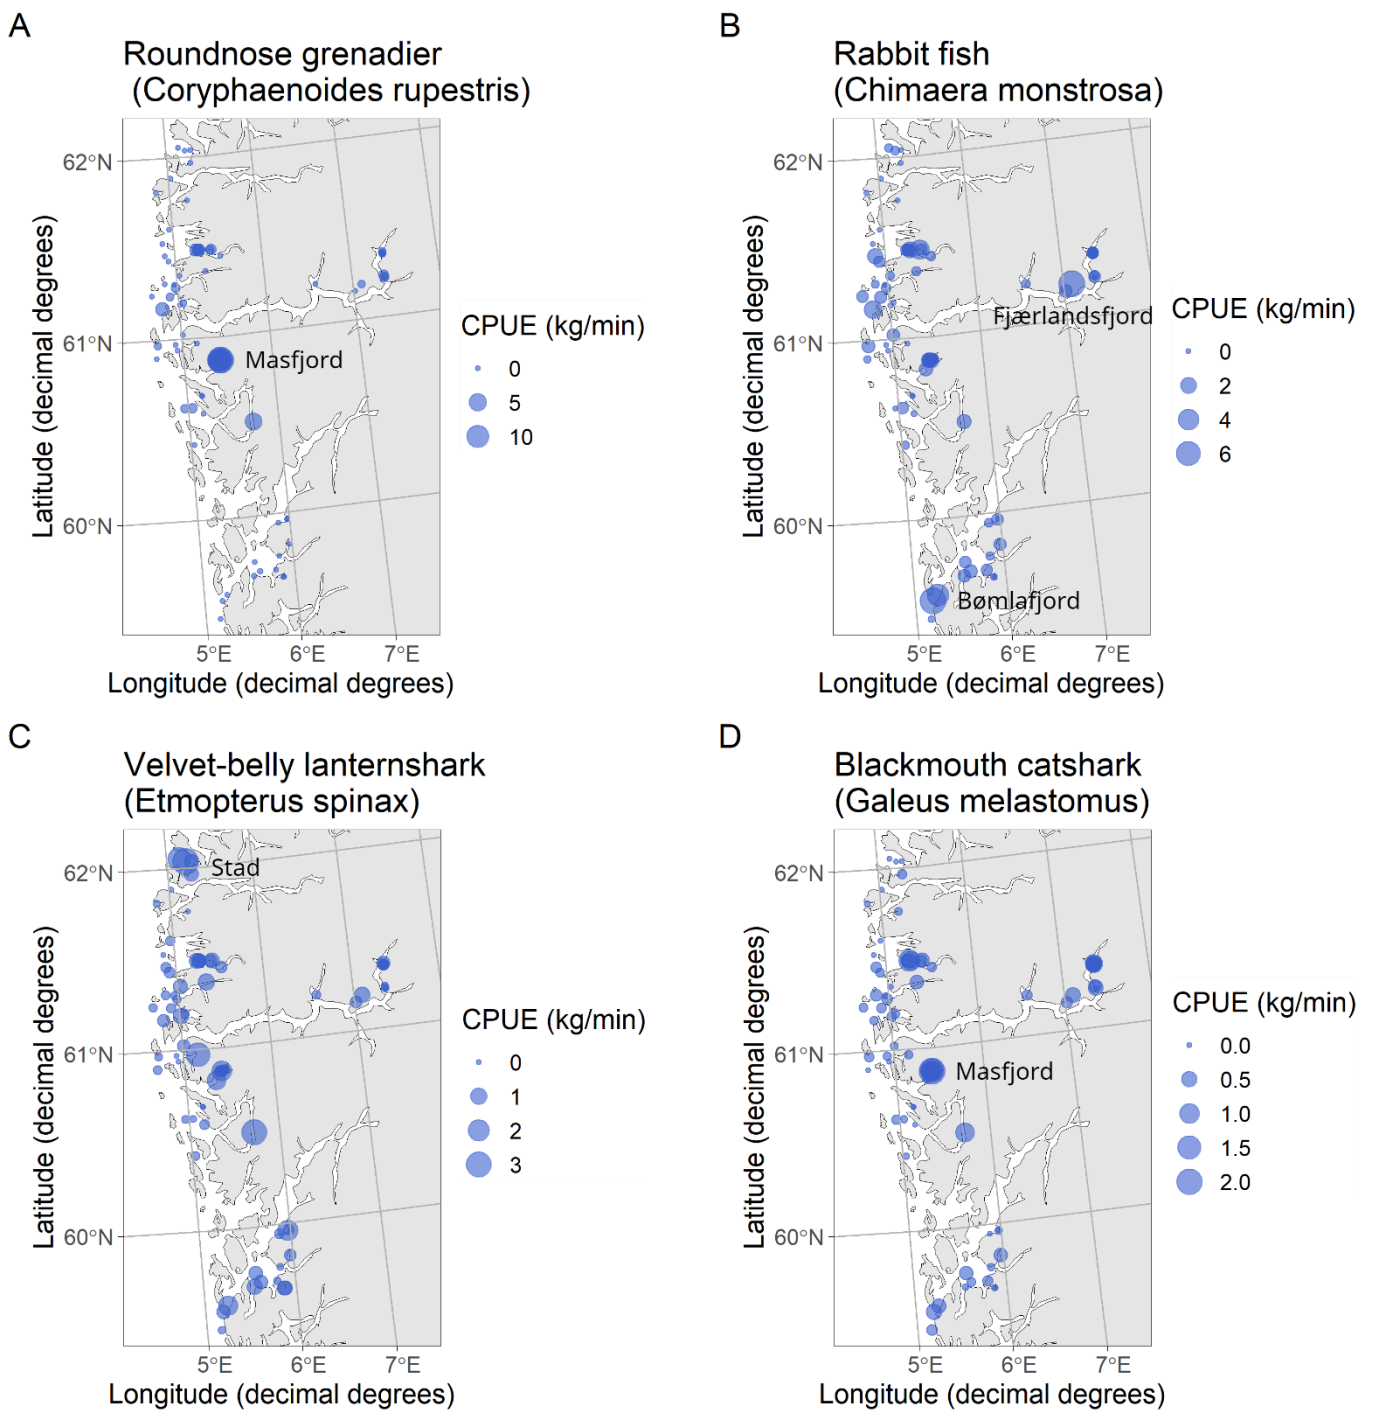 A
Roundnose grenadier
(Coryphaenoides rupestris)
62°N
61°N
60°N
Latitude (decimal degrees)
Masfjord
5°E 6°E 7°E
Longitude (decimal degrees)
CPUE (kg/min)
0
5
10
B
Rabbit fish
(Chimaera monstrosa)
62°N
61°N
60°N
Latitude (decimal degrees)
Fjærlandsfjord
Bømlafjord
5°E 6°E 7°E
Longitude (decimal degrees)
CPUE (kg/min)
0
2
4
6
C
Velvet-belly lanternshark
(Etmopterus spinax)
62°N
61°N
60°N
Latitude (decimal degrees)
Stad
5°E 6°E 7°E
Longitude (decimal degrees)
CPUE (kg/min)
0
1
2
3
D
Blackmouth catshark
(Galeus melastomus)
62°N
61°N
60°N
Latitude (decimal degrees)
Masfjord
5°E 6°E 7°E
Longitude (decimal degrees)
CPUE (kg/min)
0.0
0.5
1.0
1.5
2.0